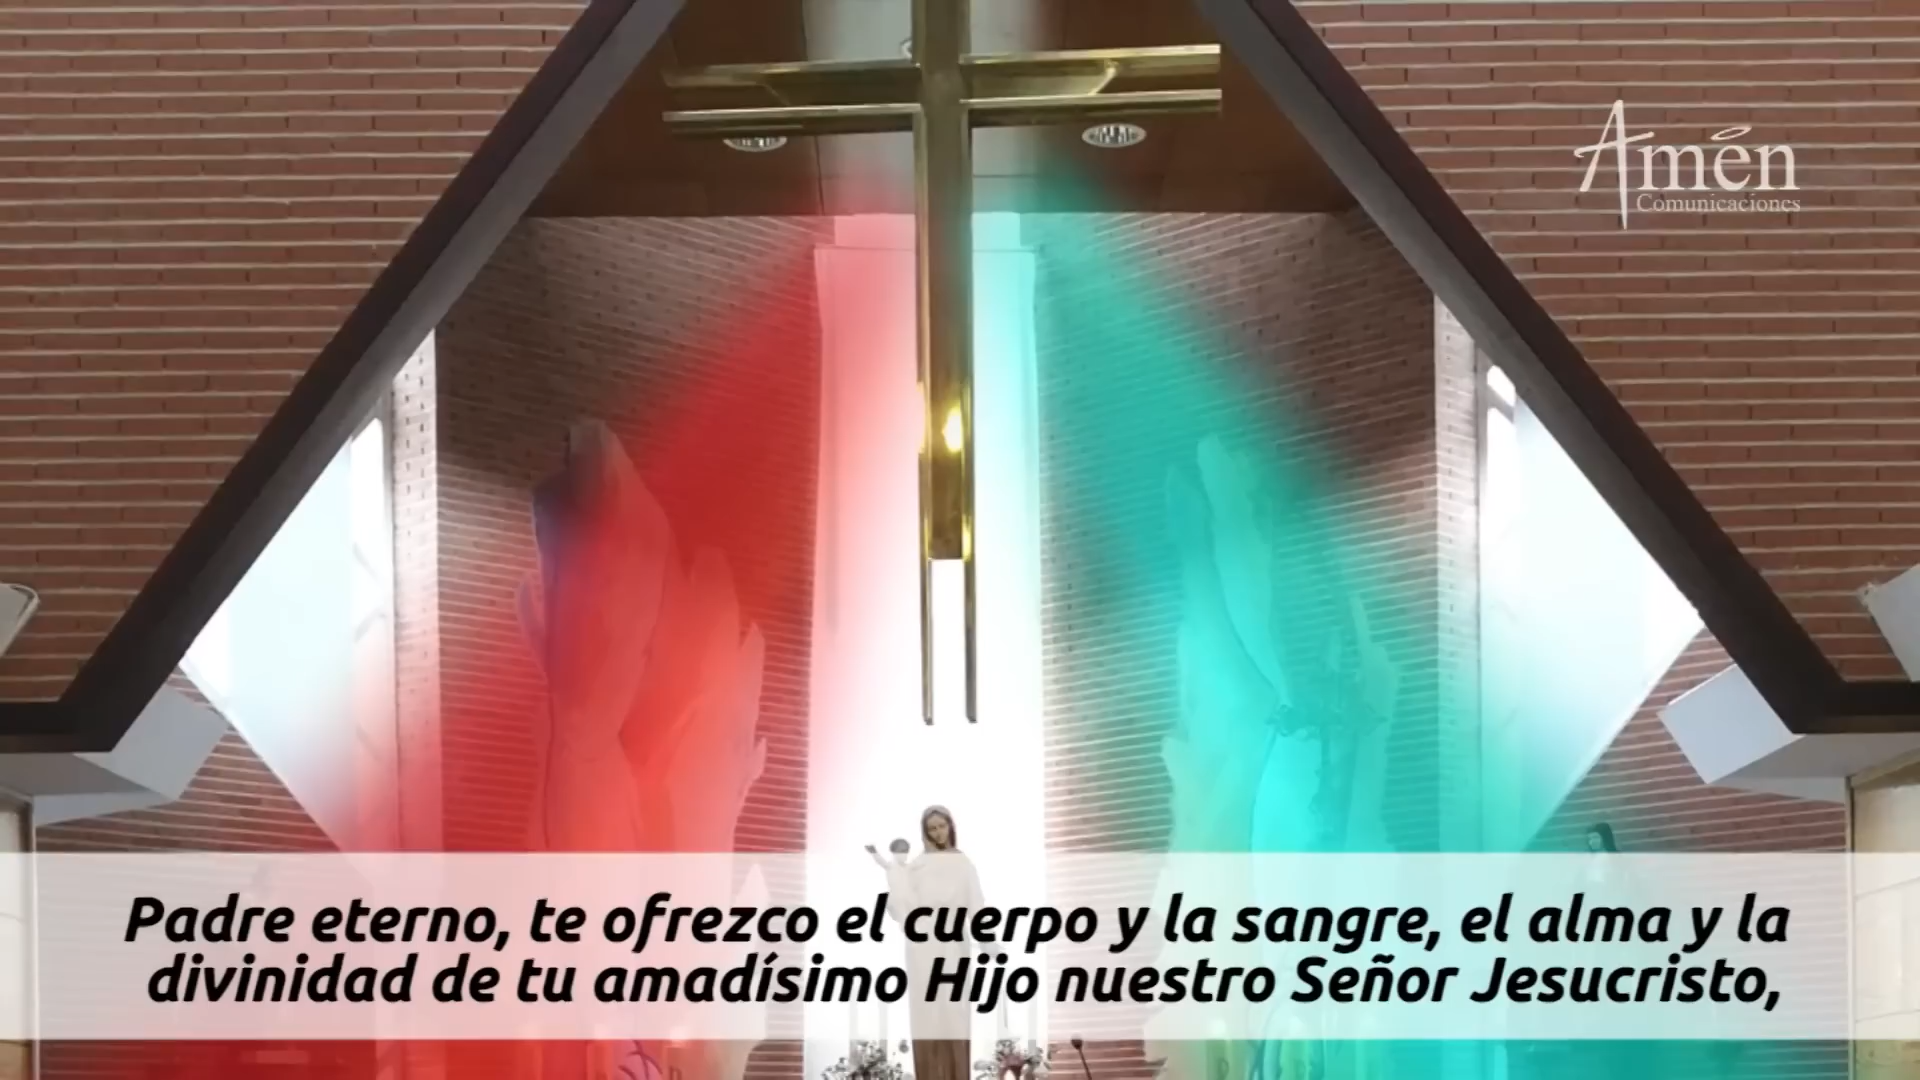 Amén
Comunicaciones
Padre eterno, te ofrezco el cuerpo y la sangre, el alma y la
divinidad de tu amadísimo Hijo nuestro Señor Jesucristo,